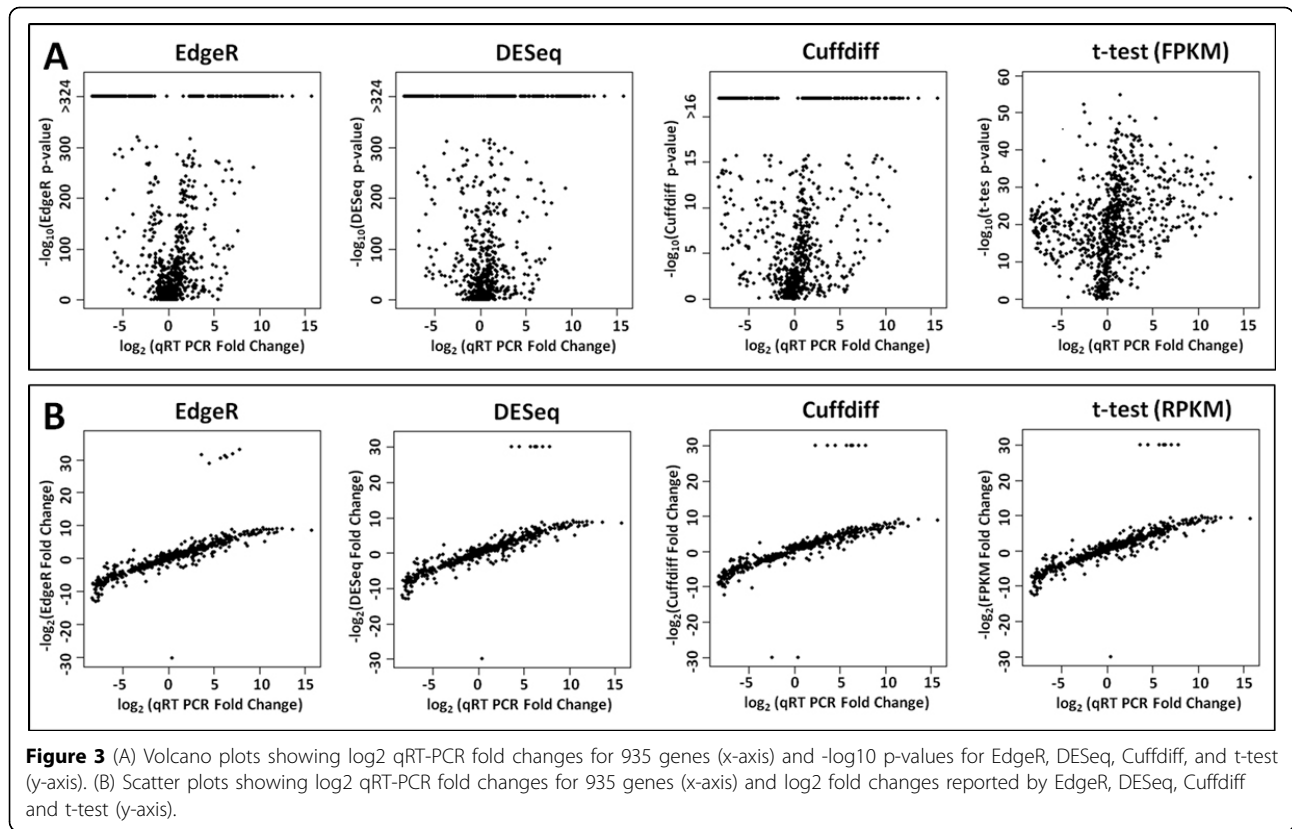 A
EdgeR
DESeq
Cuffdiff
t-test (FPKM)
-log10(EdgeR p-value)
>324
300
200
100
0
-5 0 5 10 15
log2 (qRT PCR Fold Change)
-log10(DESeq p-value)
>324
300
200
100
0
-5 0 5 10 15
log2 (qRT PCR Fold Change)
-log10(Cuffdiff p-value)
>16
15
10
5
0
-5 0 5 10 15
log2 (qRT PCR Fold Change)
-log10(t-tes p-value)
60
50
40
30
20
10
0
-5 0 5 10 15
log2 (qRT PCR Fold Change)
B
EdgeR
DESeq
Cuffdiff
t-test (RPKM)
-log2(EdgeR Fold Change)
30
20
10
0
-10
-20
-30
-5 0 5 10 15
log2 (qRT PCR Fold Change)
-log2(DESeq Fold Change)
30
20
10
0
-10
-20
-30
-5 0 5 10 15
log2 (qRT PCR Fold Change)
-log2(Cuffdiff Fold Change)
30
20
10
0
-10
-20
-30
-5 0 5 10 15
log2 (qRT PCR Fold Change)
-log2(FPKM Fold Change)
30
20
10
0
-10
-20
-30
-5 0 5 10 15
log2 (qRT PCR Fold Change)
Figure 3 (A) Volcano plots showing log2 qRT-PCR fold changes for 935 genes (x-axis) and -log10 p-values for EdgeR, DESeq, Cuffdiff, and t-test
(y-axis). (B) Scatter plots showing log2 qRT-PCR fold changes for 935 genes (x-axis) and log2 fold changes reported by EdgeR, DESeq, Cuffdiff
and t-test (y-axis).